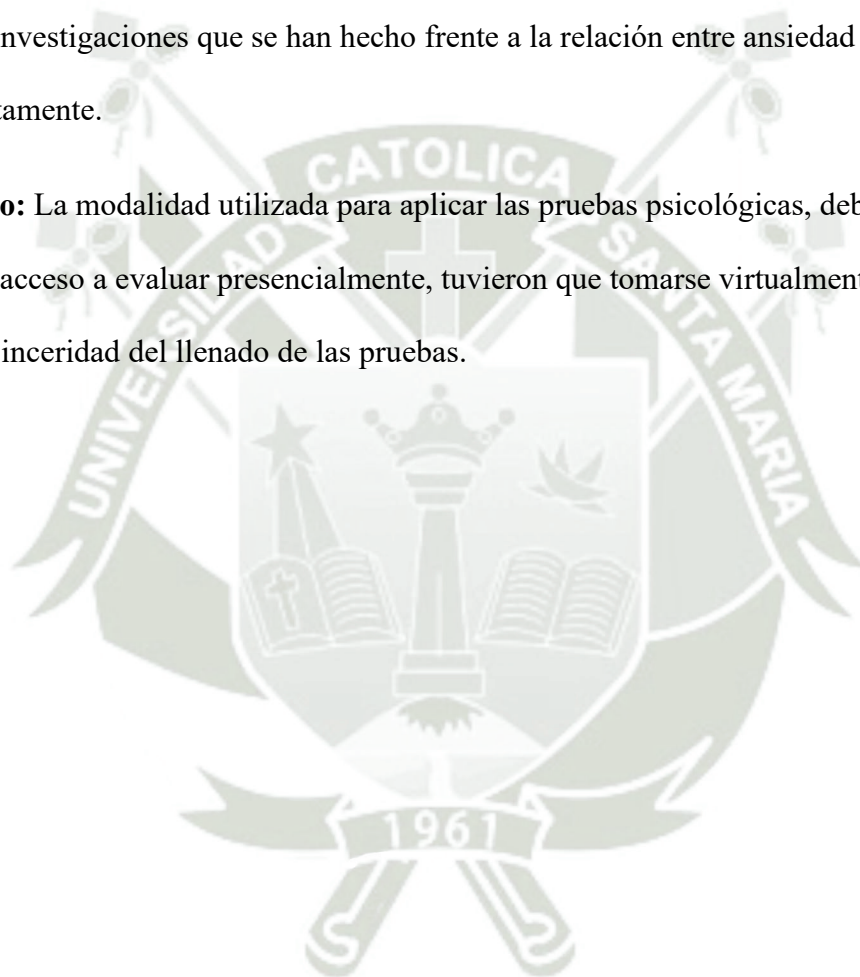 nvestigaciones que se han hecho frente a la relación entre ansiedad
tamente.
o: La modalidad utilizada para aplicar las pruebas psicológicas, deb
acceso a evaluar presencialmente, tuvieron que tomarse virtualment
inceridad del llenado de las pruebas.
UNIVERSIDAD CATOLICA SANTA MARIA
1961